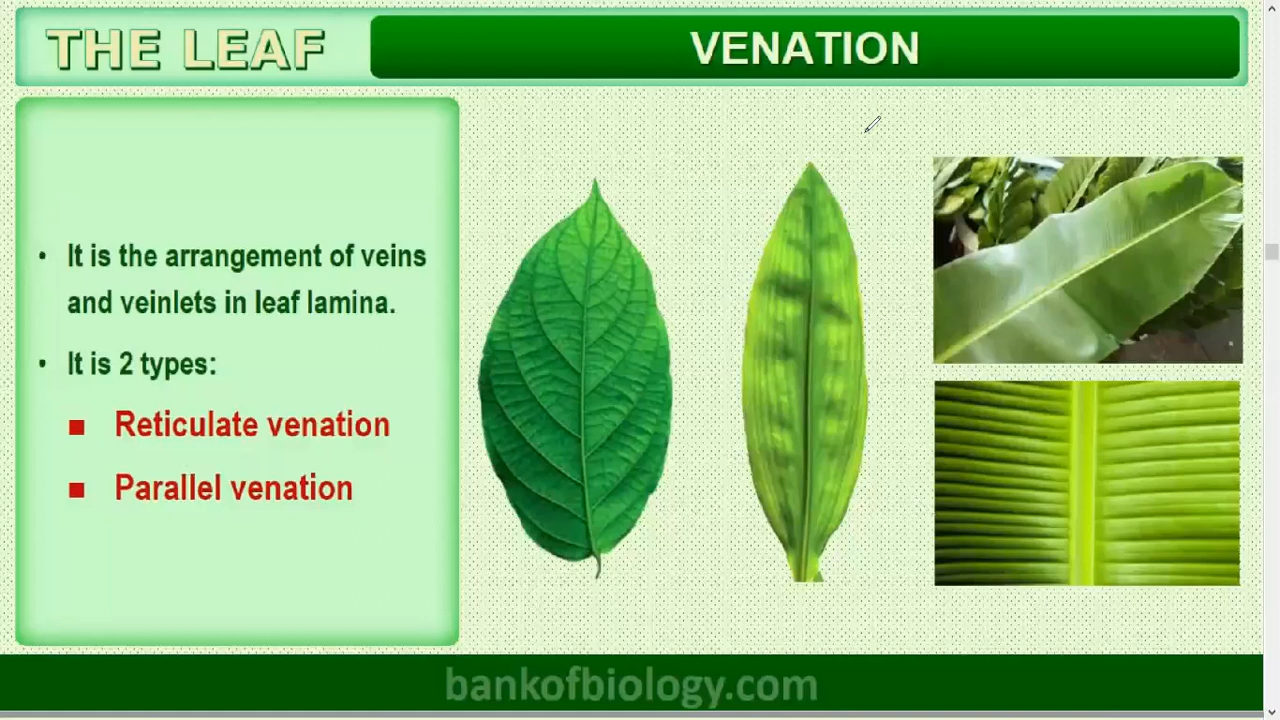 THE LEAF
VENATION
• It is the arrangement of veins
and veinlets in leaf lamina.
• It is 2 types:
■ Reticulate venation
■ Parallel venation
bankofbiology.com